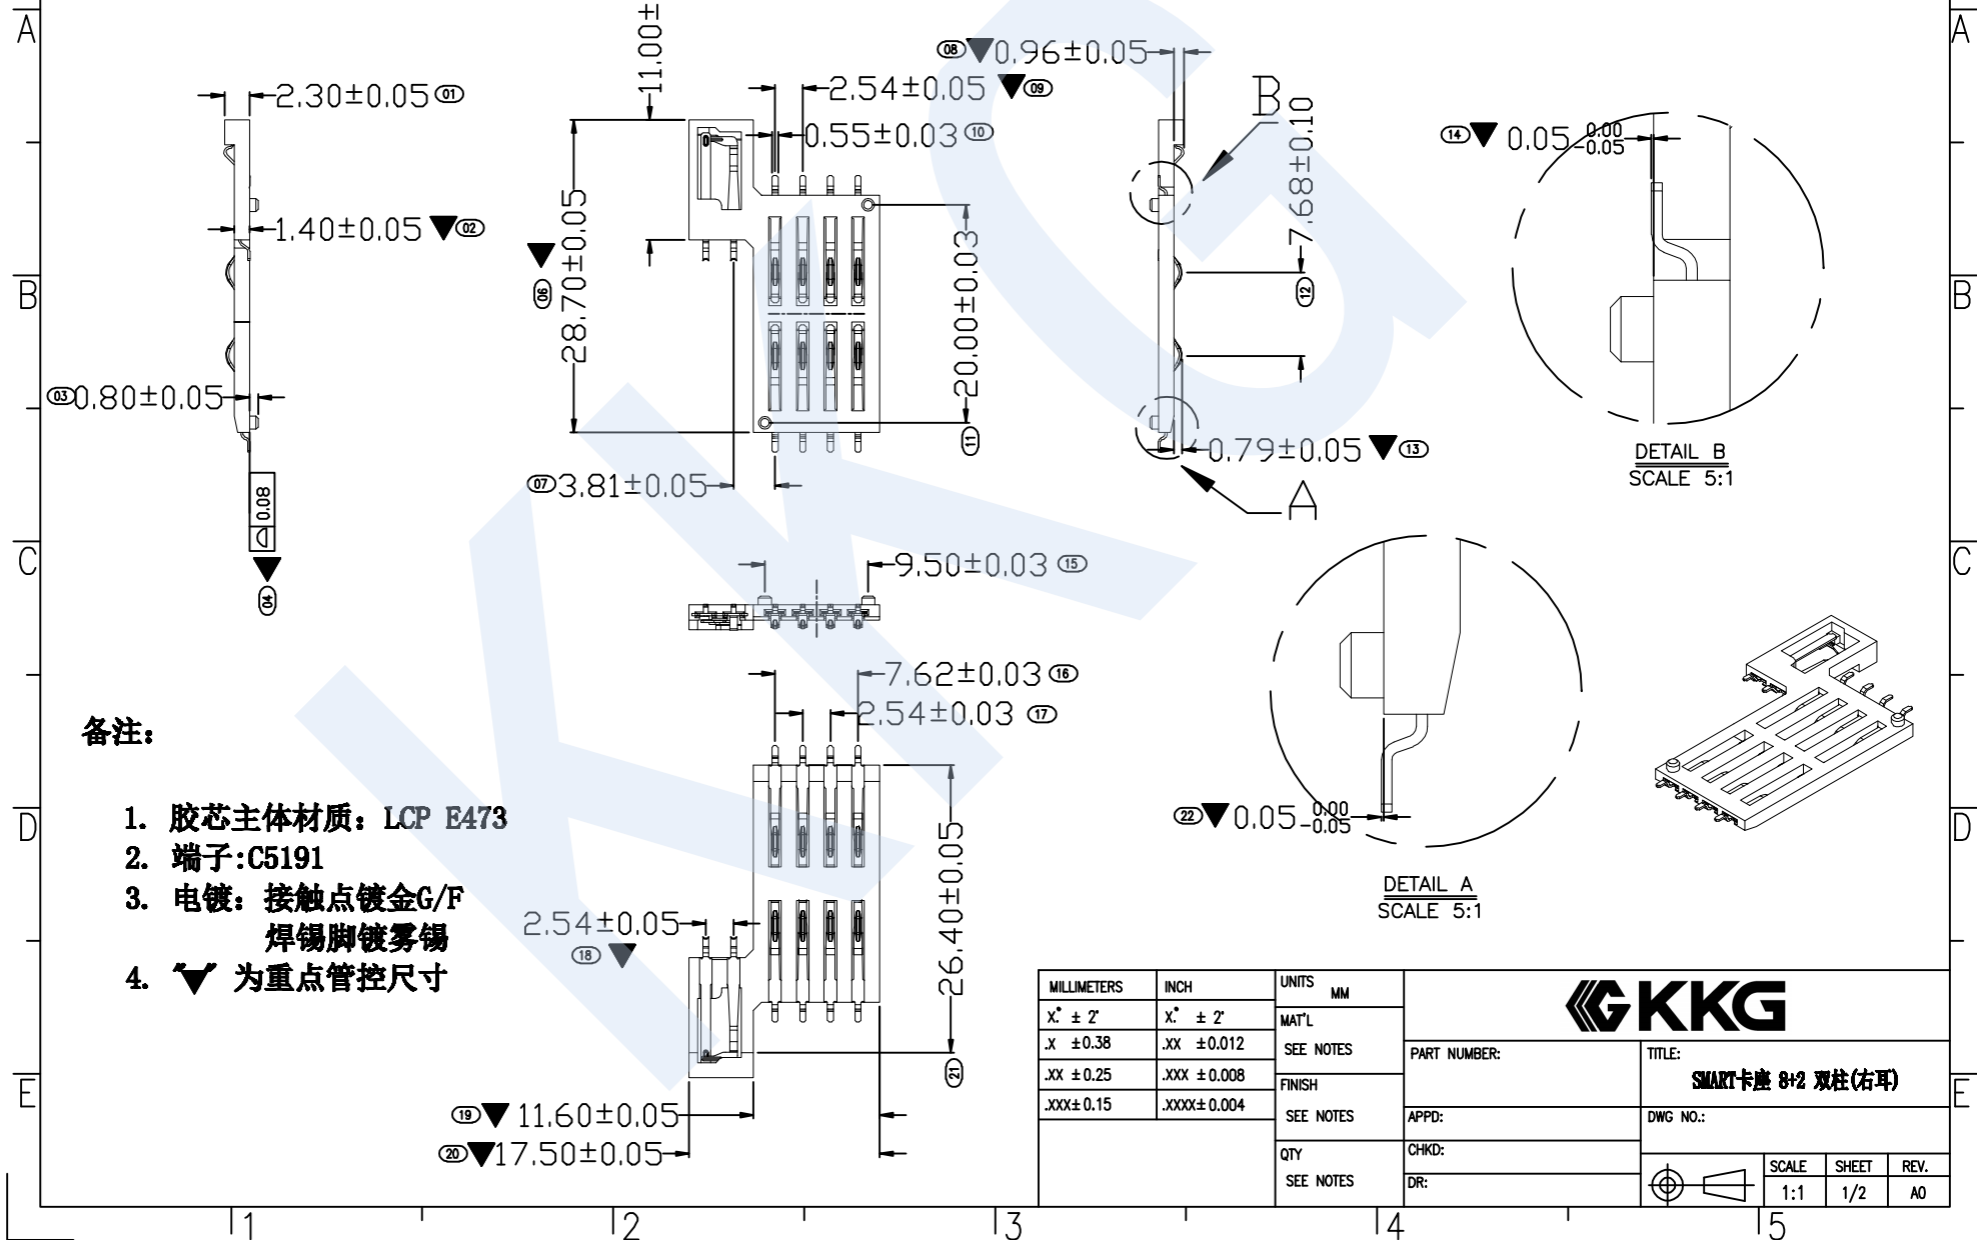 A
A
11.00±
08 ▼0.96±0.05
2.30±0.05 01
2.54±0.05 ▼09
B
0.55±0.03 10
14 ▼ 0.05 0.00 -0.05
7.68±0.10
12
1.40±0.05 ▼02
28.70±0.05
▼ 06
20.00±0.03
11
B
B
03 0.80±0.05
0.79±0.05 ▼13
DETAIL B
SCALE 5:1
07 3.81±0.05
A
0.08
▼
04
C
C
9.50±0.03 15
7.62±0.03 16
2.54±0.03 17
备注:
1. 胶芯主体材质: LCP E473
2. 端子:C5191
3. 电镀: 接触点镀金G/F
焊锡脚镀雾锡
4. "▼" 为重点管控尺寸
D
D
22 ▼ 0.05 0.00 -0.05
DETAIL A
SCALE 5:1
2.54±0.05
18 ▼
26.40±0.05
21
19 ▼ 11.60±0.05
20 ▼17.50±0.05
E
E
MILLIMETERS INCH
X.° ± 2° X.° ± 2°
.X ±0.38 .XX ±0.012
.XX ±0.25 .XXX ±0.008
.XXX±0.15 .XXXX±0.004
UNITS MM
MAT'L
SEE NOTES
FINISH
SEE NOTES
QTY
SEE NOTES
KKG
PART NUMBER:
TITLE:
SMART卡座 8+2 双柱(右耳)
APPD:
DWG NO.:
CHKD:
DR:
SCALE SHEET REV.
1:1 1/2 A0
1 2 3 4 5
KKG